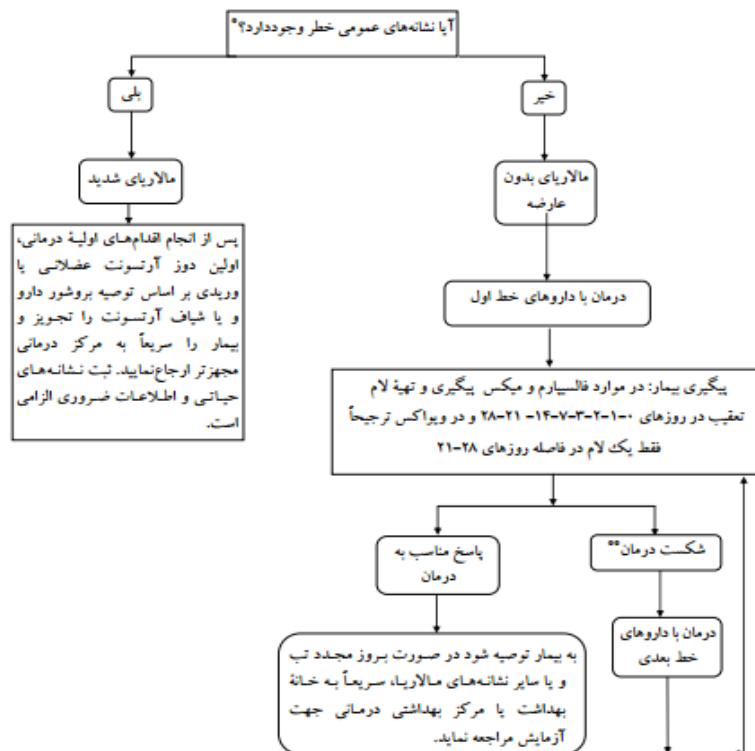 آیا نشانه‌های عمومی خطر وجوددارد؟*
بلی
خیر
مالاریای شدید
مالاریای بدون
عارضه
پس از انجام اقدام‌های اولیهٔ درمانی،
اولین دوز آرتسونت عضلانی یا
وریدی بر اساس توصیه بروشور دارو
و یا شیاف آرتسونت را تجویز و
بیمار را سریعاً به مرکز درمانی
مجهزتر ارجاع‌نمایید. ثبت نشانه‌های
حیاتی و اطلاعات ضروری الزامی
است.
درمان با داروهای خط اول
پیگیری بیمار: در موارد فالسیپارم و میکس پیگیری و تهیهٔ لام
تعقیب در روزهای ۰-۱-۲-۳-۷-۱۴- ۲۱-۲۸ و در ویواکس ترجیحاً
فقط یک لام در فاصله روزهای ۲۸-۲۱
پاسخ مناسب به
درمان
شکست درمان**
درمان با داروهای
خط بعدی
به بیمار توصیه شود در صورت بروز مجدد تب
و یا سایر نشانه‌های مالاریا، سریعاً به خانهٔ
بهداشت یا مرکز بهداشتی درمانی جهت
آزمایش مراجعه نماید.